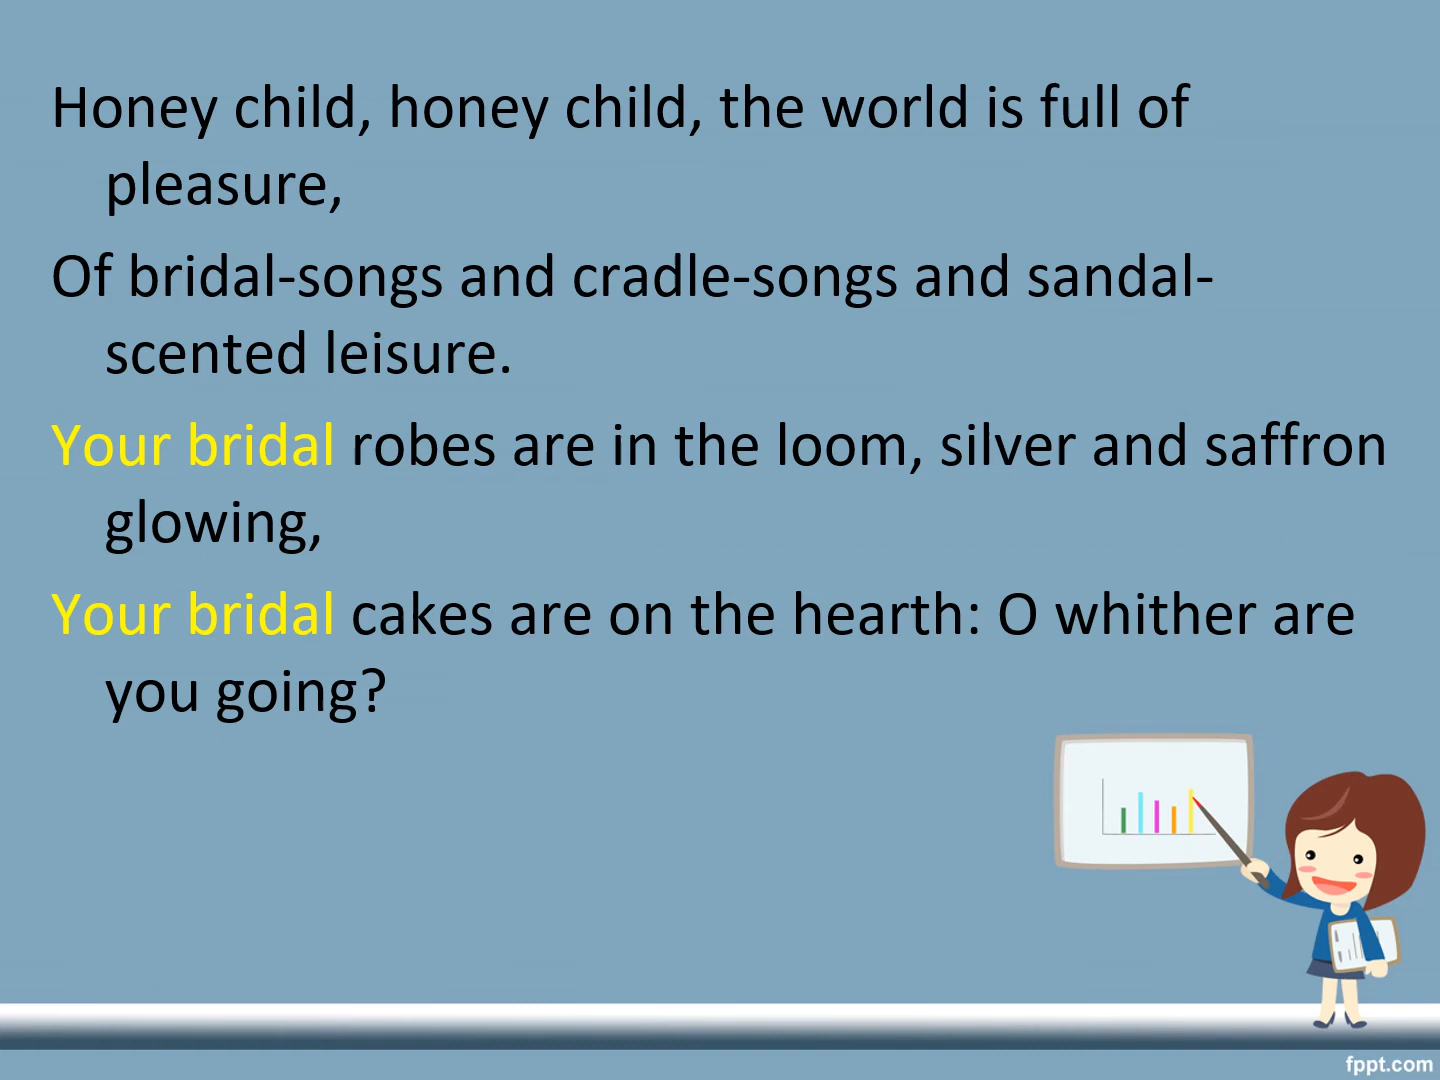 Honey child, honey child, the world is full of
pleasure,
Of bridal-songs and cradle-songs and sandal-
scented leisure.
Your bridal robes are in the loom, silver and saffron
glowing,
Your bridal cakes are on the hearth: O whither are
you going?
fppt.com